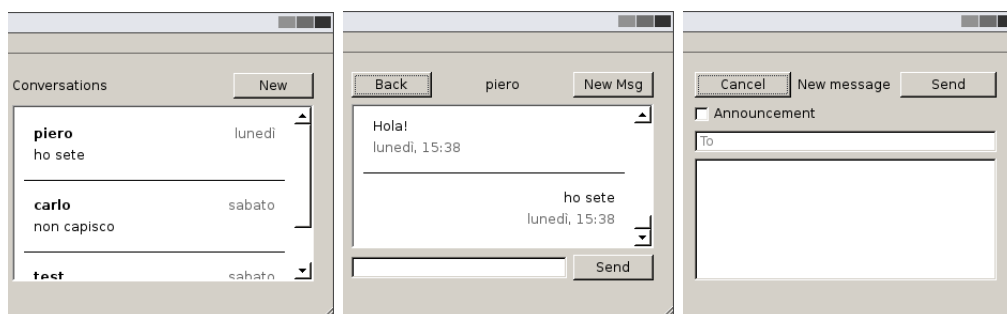 Conversations New
piero lunedì
ho sete
carlo sabato
non capisco
test sabato
Back piero New Msg
Hola!
lunedì, 15:38
ho sete
lunedì, 15:38
Send
Cancel New message Send
Announcement
To